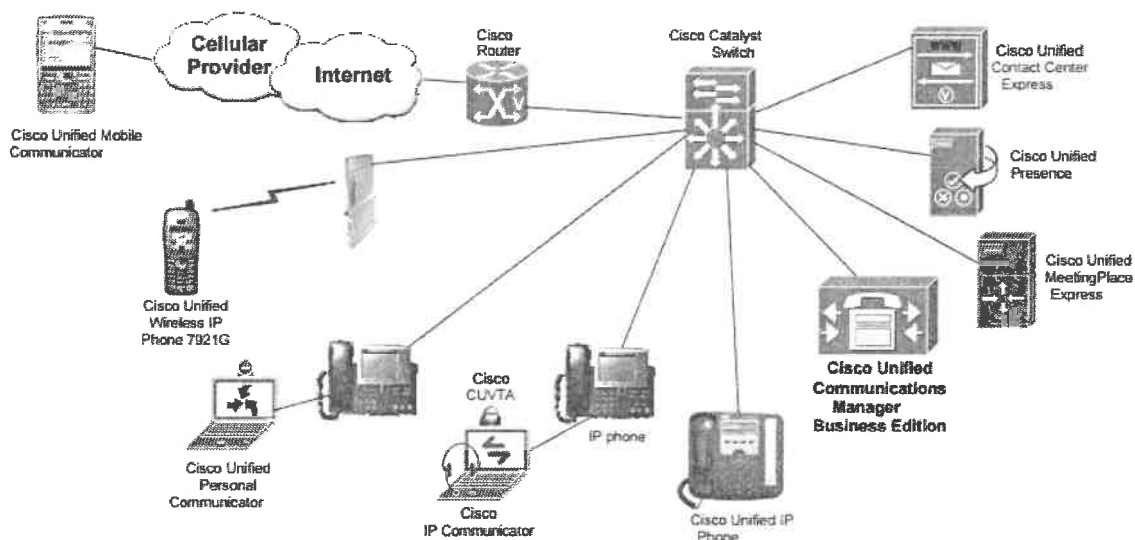 Cellular
Provider
Internet
Cisco
Router
Cisco Catalyst
Switch
Cisco Unified
Contact Center
Express
Cisco Unified Mobile
Communicator
V
WWW
V
Cisco Unified
Presence
Cisco Unified
MeetingPlace
Express
Cisco Unified
Wireless IP
Phone 7921G
Cisco Unified
Communications
Manager
Business Edition
Cisco
CUVTA
IP phone
Cisco Unified
Personal
Communicator
Cisco
IP Communicator
Cisco Unified IP
Phone